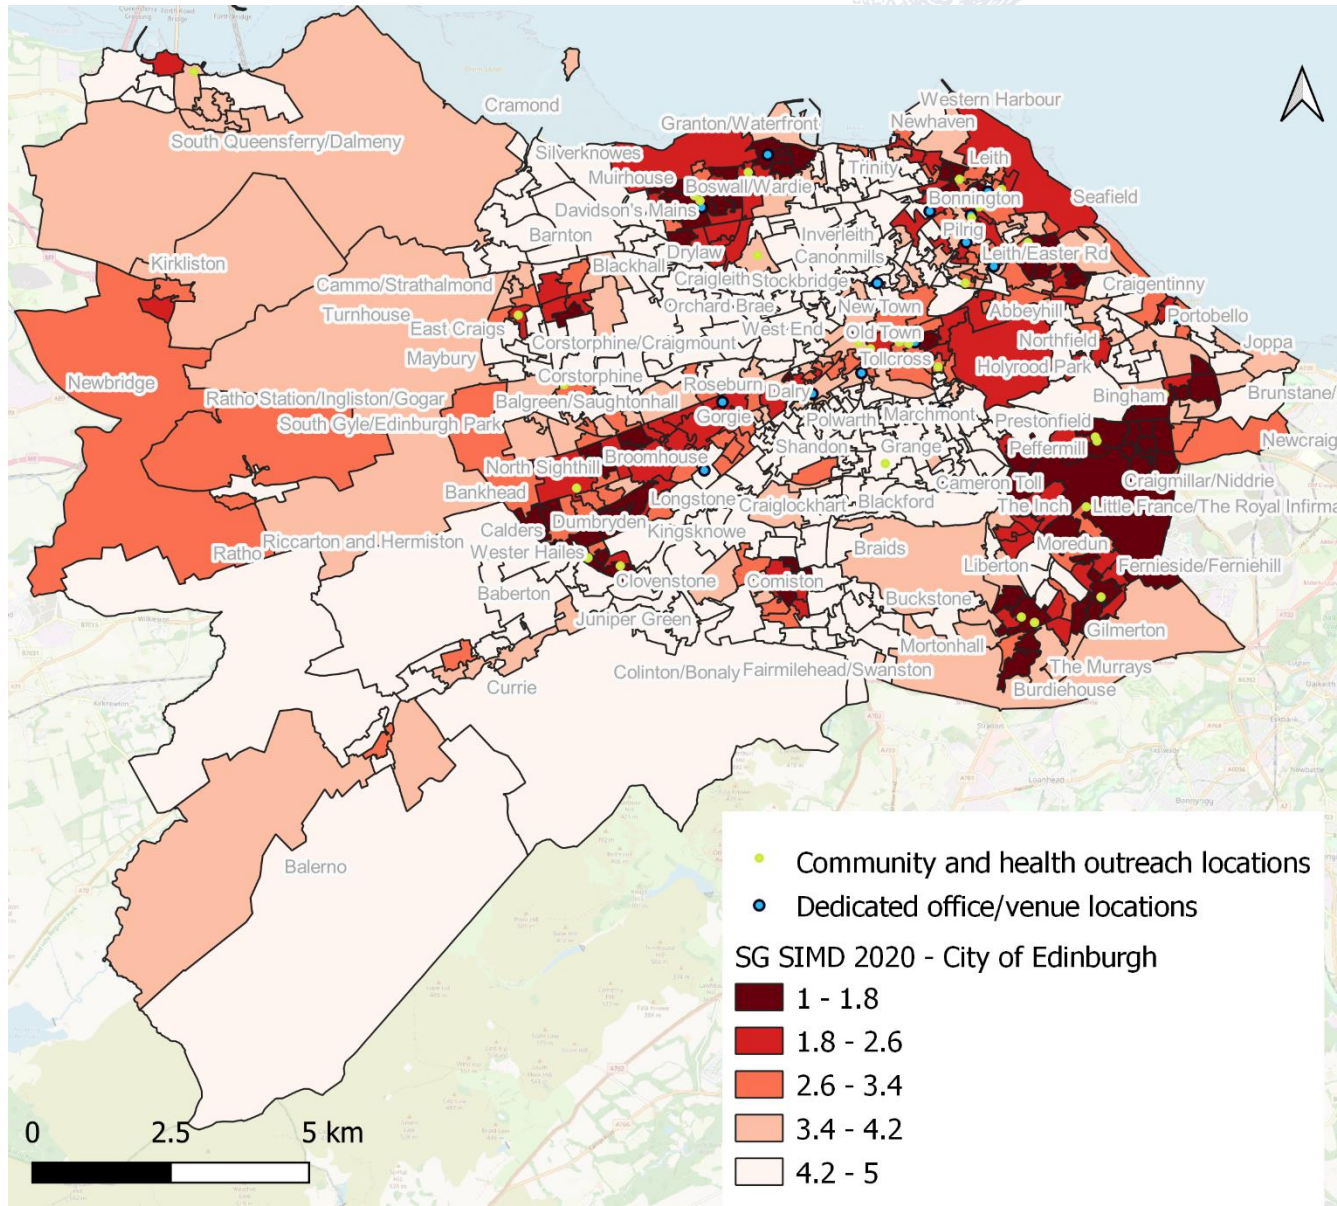 Cramond
Western Harbour
Granton/Waterfront
Newhaven
South Queensferry/Dalmeny
Silverknowes
Leith
Trinity
Muirhouse
Boswall/Wardie
Bonnington
Seafield
Davidson's Mains
Barnton
Inverleith
Pilrig
Drylaw
Canonmills
Leith/Easter Rd
Kirkliston
Blackhall
Cammo/Strathalmond
Craigleith
Stockbridge
Craigentinny
Turnhouse
Orchard Brae
New Town
Abbeyhill
Portobello
East Craigs
West End
Old Town
Northfield
Joppa
Maybury
Corstorphine/Craigmount
Tollcross
Holyrood Park
Newbridge
Corstorphine
Roseburn
Dalry
Bingham
Brunstane/
Ratho Station/Ingliston/Gogar
Balgreen/Saughtonhall
Gorgie
Polwarth
Marchmont
Prestonfield
South Gyle/Edinburgh Park
Shandon
Grange
Peffermill
Newcraig
North Sighthill
Broomhouse
Cameron Toll
Craigmillar/Niddrie
Bankhead
Longstone
Craiglockhart
Blackford
The Inch
Little France/The Royal Infirma
Calders
Dumbryden
Kingsknowe
Ratho
Riccarton and Hermiston
Wester Hailes
Braids
Moredun
Liberton
Fernieside/Ferniehill
Baberton
Clovenstone
Comiston
Buckstone
Juniper Green
Gilmerton
Mortonhall
Currie
Colinton/Bonaly
Fairmilehead/Swanston
The Murrays
Burdiehouse
Balerno
Community and health outreach locations
Dedicated office/venue locations
SG SIMD 2020 - City of Edinburgh
1 - 1.8
1.8 - 2.6
2.6 - 3.4
3.4 - 4.2
4.2 - 5
0 2.5 5 km